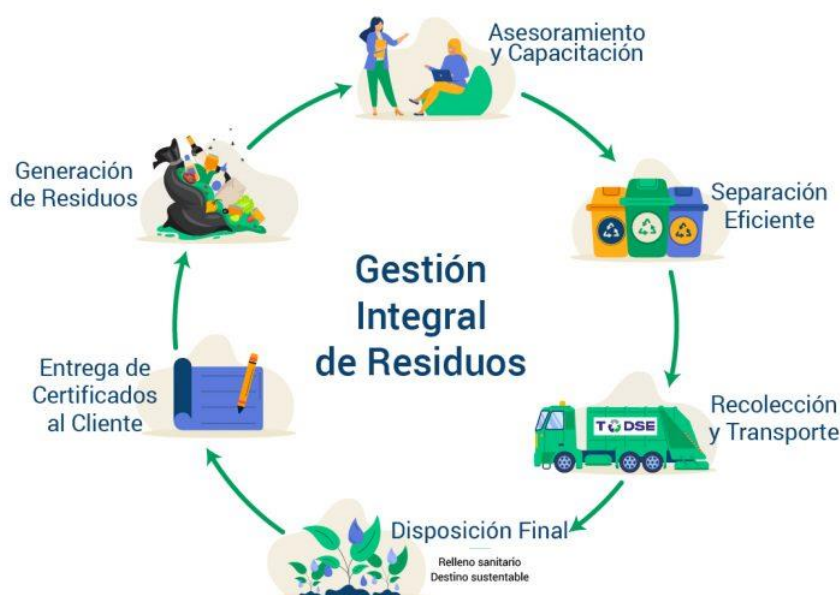 Asesoramiento
y Capacitación
Generación
de Residuos
Separación
Eficiente
Gestión
Integral
de Residuos
Entrega de
Certificados
al Cliente
Recolección
y Transporte
TODSE
Disposición Final
Relleno sanitario
Destino sustentable